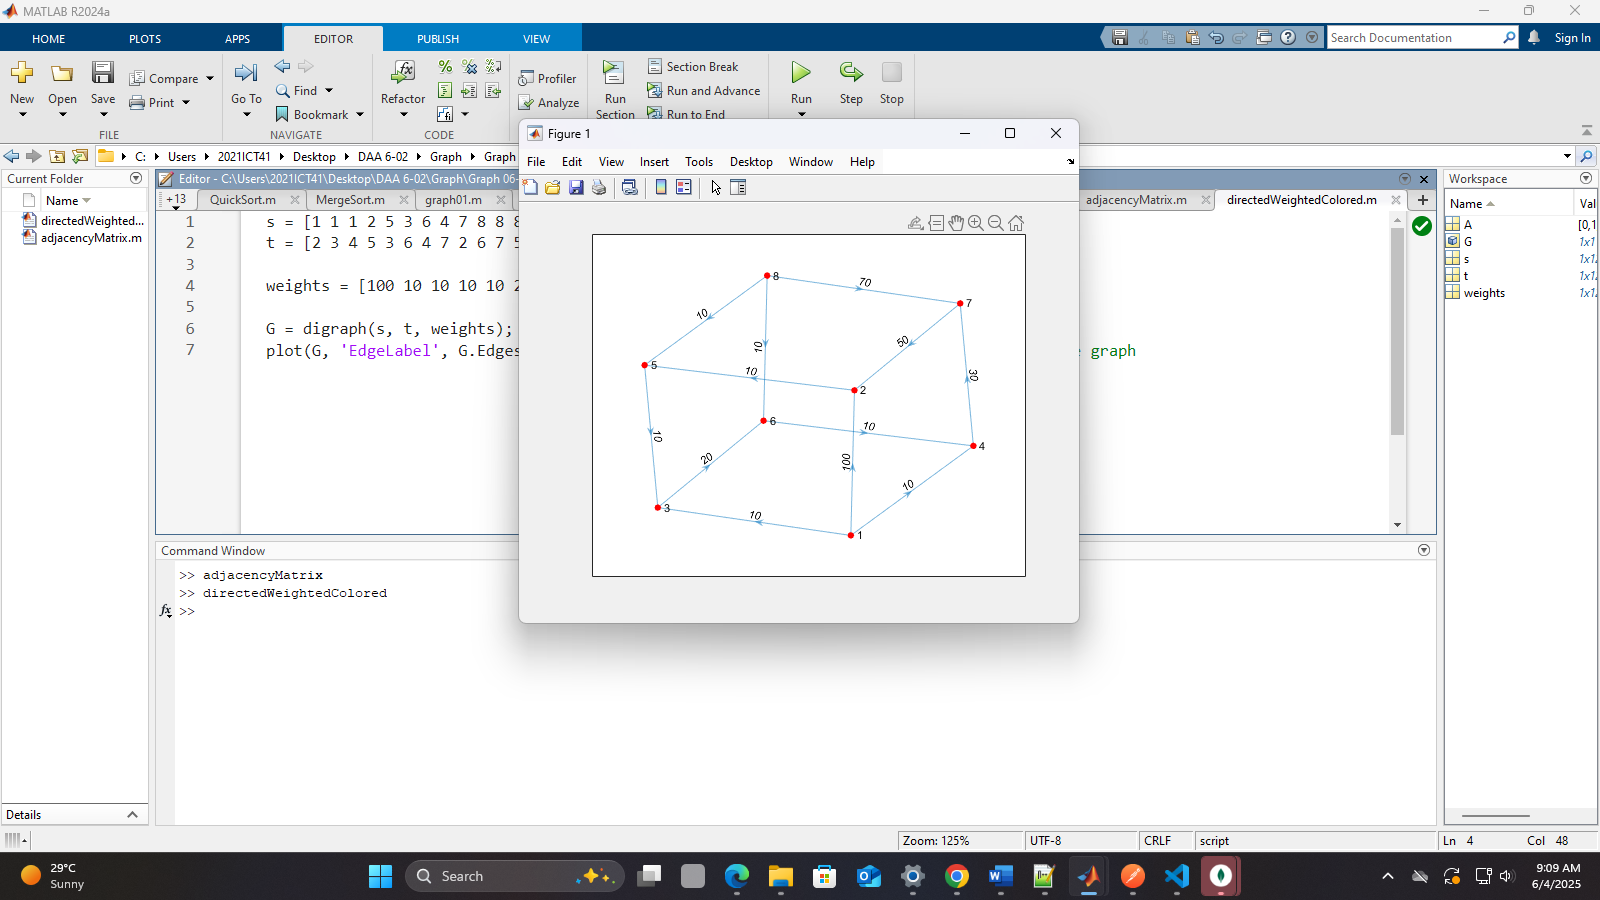 MATLAB R2024a
HOME PLOTS APPS EDITOR PUBLISH VIEW Search Documentation Sign In
New Open Save Compare Print Go To Find Bookmark Refactor Profiler Analyze Run Section Section Break Run and Advance Run to End Run Step Stop
FILE NAVIGATE CODE
C: Users 2021ICT41 Desktop DAA 6-02 Graph Graph
Current Folder
Name
directedWeighted...
adjacencyMatrix.m
Details
Editor - C:\Users\2021ICT41\Desktop\DAA 6-02\Graph\Graph 06-
+13 QuickSort.m MergeSort.m graph01.m adjacencyMatrix.m directedWeightedColored.m
1 s = [1 1 1 2 5 3 6 4 7 8 8 8
2 t = [2 3 4 5 3 6 4 7 2 6 7 5
3
4 weights = [100 10 10 10 10 2
5
6 G = digraph(s, t, weights);
7 plot(G, 'EdgeLabel', G.Edges graph
Figure 1
File Edit View Insert Tools Desktop Window Help
8 70
7
10 50
10
5 10
2
6 10 30
10 4
20 100
10
3 10
1
Command Window
>> adjacencyMatrix
>> directedWeightedColored
fx >>
Workspace
Name Val
A [0,1
G 1x1
s 1x1
t 1x1
weights 1x1
Zoom: 125% UTF-8 CRLF script Ln 4 Col 48
29°C
Sunny
Search
9:09 AM
6/4/2025